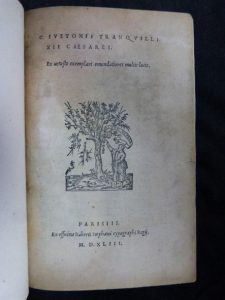 C. SVETONII TRANQVILLI
XII CAESARES.
Ex vetusto exemplari emendatiores multis locis.
PARISIIS.
Ex officina Roberti Stephani typographi Regii.
M. D. XLIII.